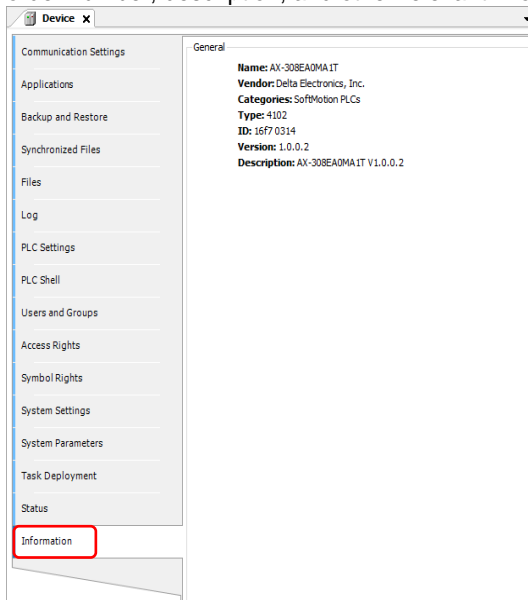 Device X
General
Communication Settings
Applications
Backup and Restore
Synchronized Files
Files
Log
PLC Settings
PLC Shell
Users and Groups
Access Rights
Symbol Rights
System Settings
System Parameters
Task Deployment
Status
Information
Name: AX-308EA0MA1T
Vendor: Delta Electronics, Inc.
Categories: SoftMotion PLCs
Type: 4102
ID: 16f7 0314
Version: 1.0.0.2
Description: AX-308EA0MA1T V1.0.0.2